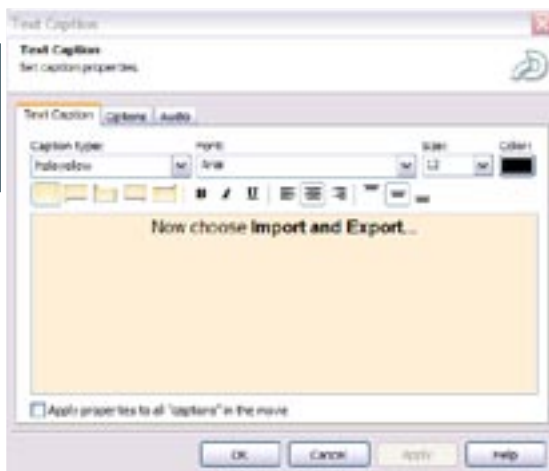 Text Caption
Text Caption
Set caption properties.
Text Caption Options Audio
Caption type: Font: Size: Color:
Haloyellow Arial 12
B I U
Now choose Import and Export...
Apply properties to all "captions" in the movie
OK Cancel Apply Help